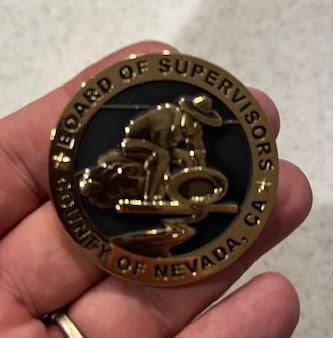 BOARD OF SUPERVISORS
COUNTY OF NEVADA, CA